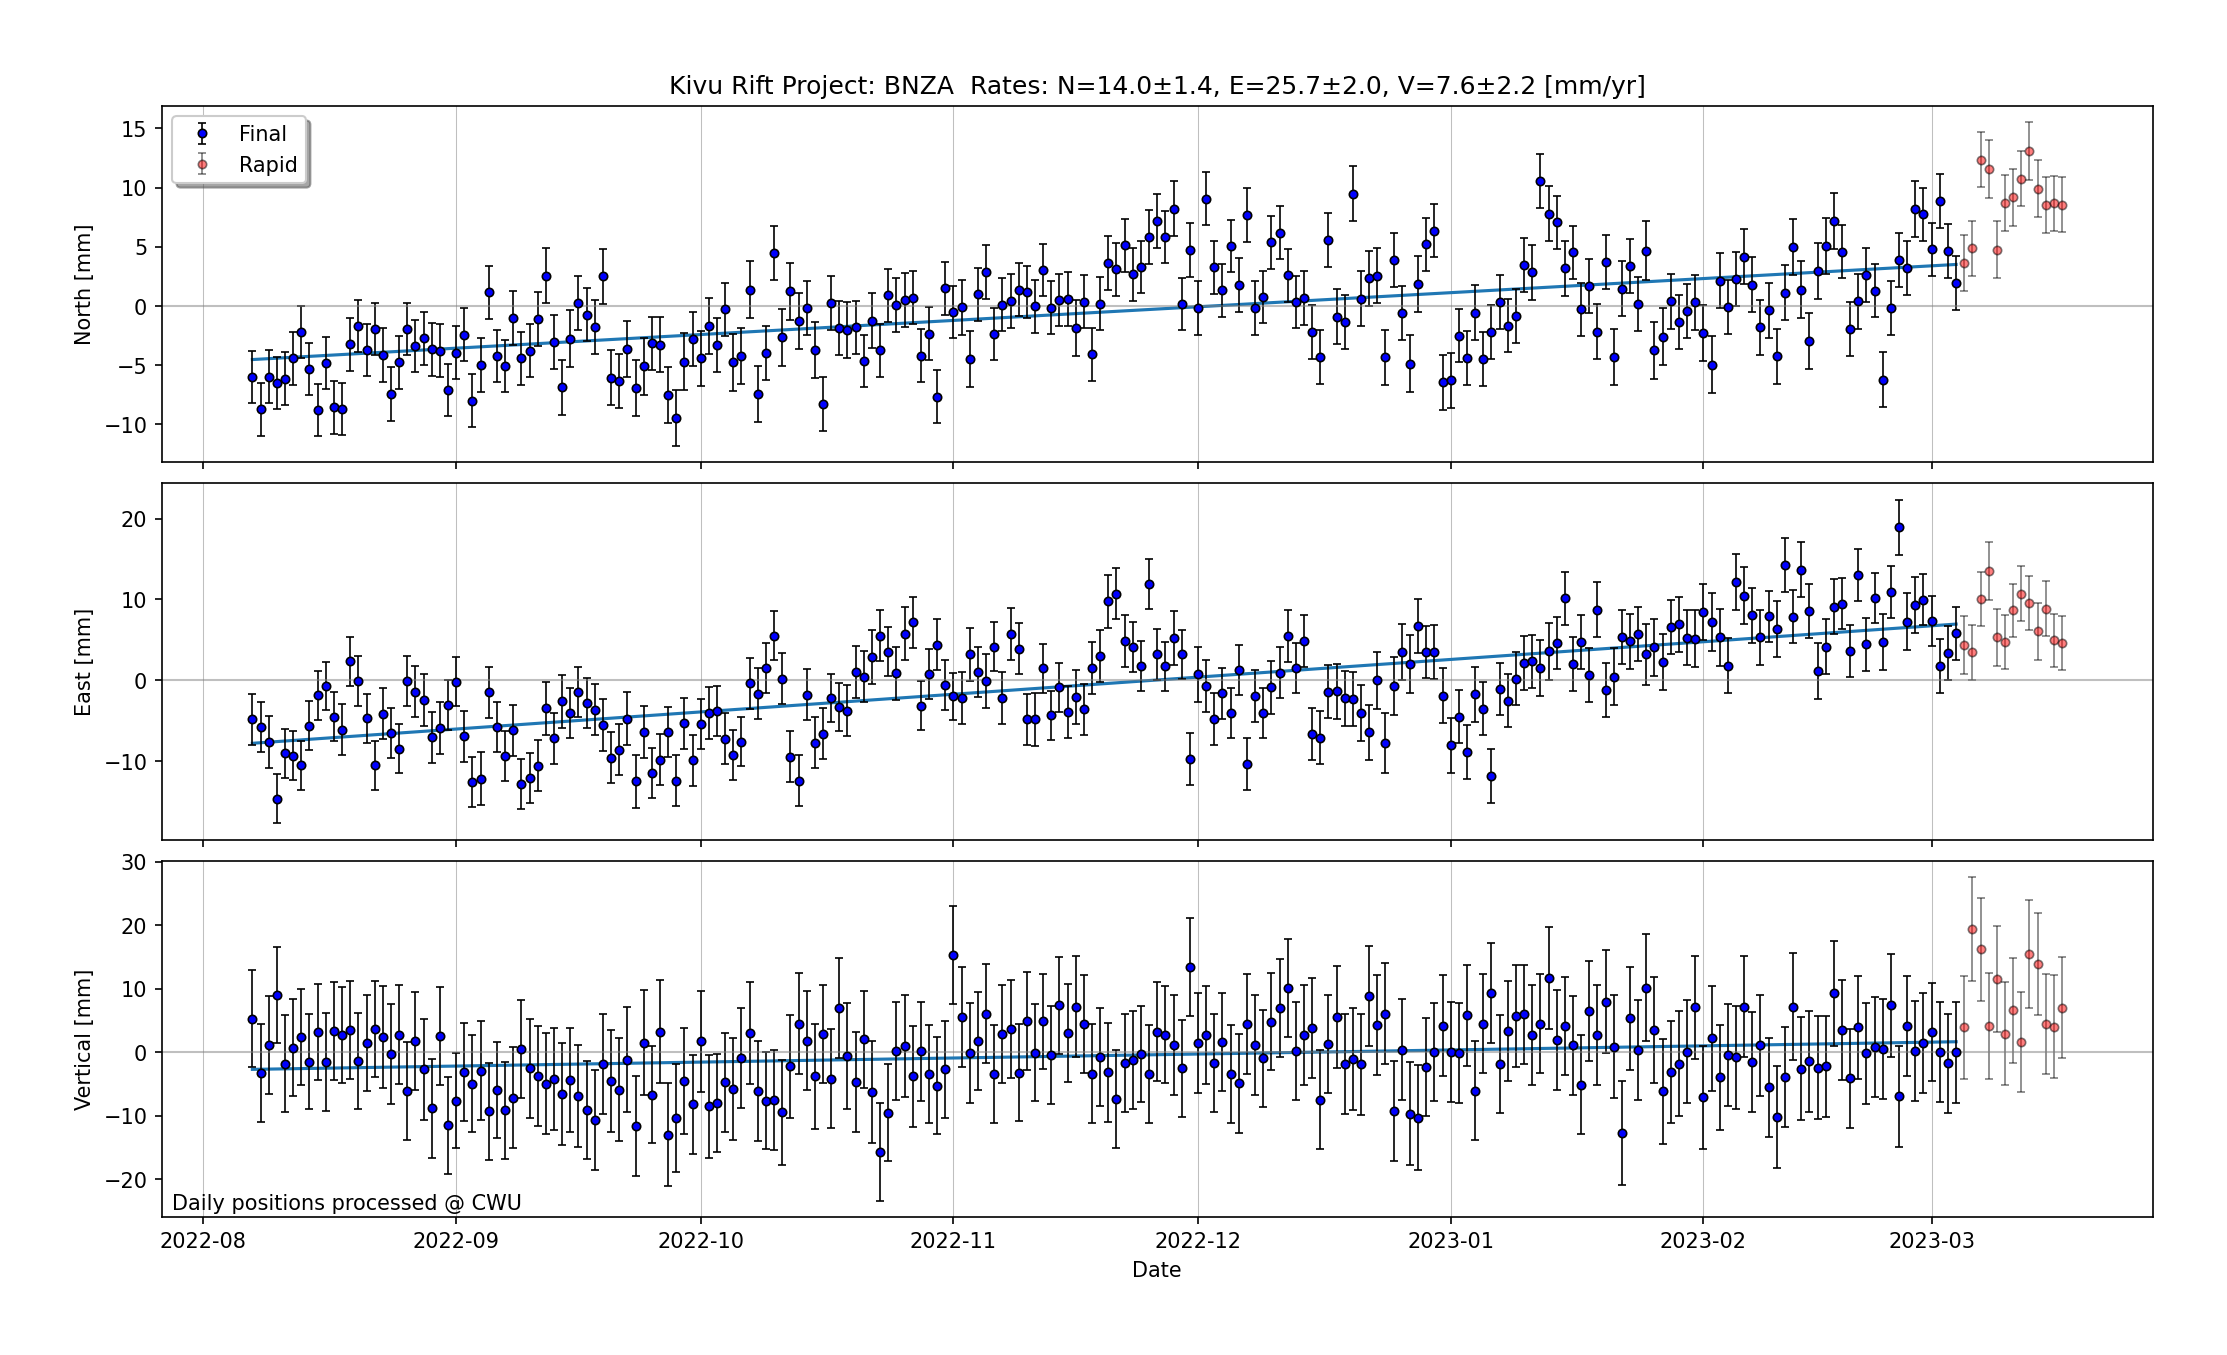 Kivu Rift Project: BNZA  Rates: N=14.0±1.4, E=25.7±2.0, V=7.6±2.2 [mm/yr]
Final
Rapid
North [mm]
15
10
5
0
−5
−10
East [mm]
20
10
0
−10
Vertical [mm]
30
20
10
0
−10
−20
Daily positions processed @ CWU
2022-08 2022-09 2022-10 2022-11 2022-12 2023-01 2023-02 2023-03
Date